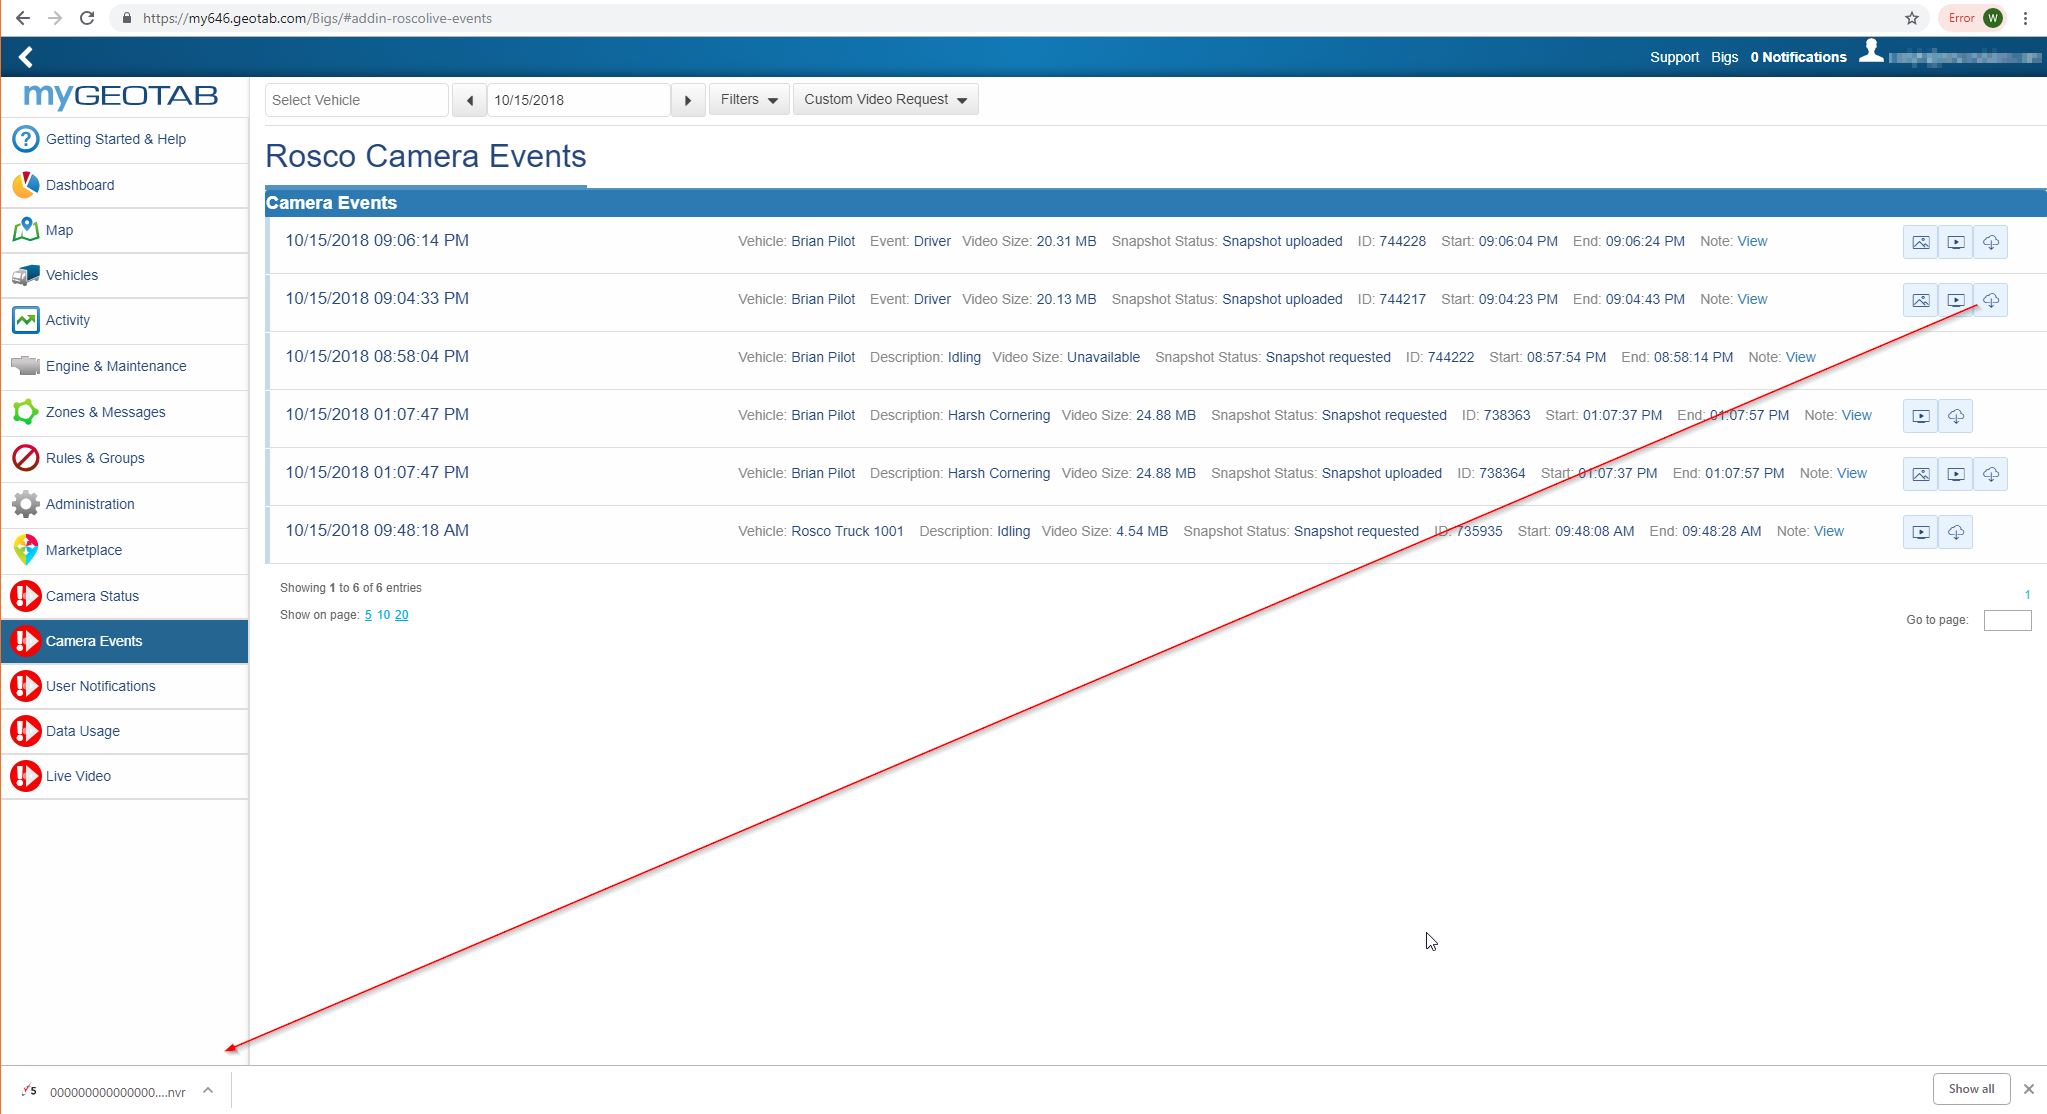 https://my646.geotab.com/Bigs/#addin-roscolive-events Error W
Support Bigs 0 Notifications
myGEOTAB
Select Vehicle 10/15/2018 Filters Custom Video Request
Getting Started & Help
Dashboard
Map
Vehicles
Activity
Engine & Maintenance
Zones & Messages
Rules & Groups
Administration
Marketplace
Camera Status
Camera Events
User Notifications
Data Usage
Live Video
Rosco Camera Events
Camera Events
10/15/2018 09:06:14 PM Vehicle: Brian Pilot Event: Driver Video Size: 20.31 MB Snapshot Status: Snapshot uploaded ID: 744228 Start: 09:06:04 PM End: 09:06:24 PM Note: View
10/15/2018 09:04:33 PM Vehicle: Brian Pilot Event: Driver Video Size: 20.13 MB Snapshot Status: Snapshot uploaded ID: 744217 Start: 09:04:23 PM End: 09:04:43 PM Note: View
10/15/2018 08:58:04 PM Vehicle: Brian Pilot Description: Idling Video Size: Unavailable Snapshot Status: Snapshot requested ID: 744222 Start: 08:57:54 PM End: 08:58:14 PM Note: View
10/15/2018 01:07:47 PM Vehicle: Brian Pilot Description: Harsh Cornering Video Size: 24.88 MB Snapshot Status: Snapshot requested ID: 738363 Start: 01:07:37 PM End: 01:07:57 PM Note: View
10/15/2018 01:07:47 PM Vehicle: Brian Pilot Description: Harsh Cornering Video Size: 24.88 MB Snapshot Status: Snapshot uploaded ID: 738364 Start: 01:07:37 PM End: 01:07:57 PM Note: View
10/15/2018 09:48:18 AM Vehicle: Rosco Truck 1001 Description: Idling Video Size: 4.54 MB Snapshot Status: Snapshot requested ID: 735935 Start: 09:48:08 AM End: 09:48:28 AM Note: View
Showing 1 to 6 of 6 entries
Show on page: 5 10 20
1
Go to page:
000000000000000....nvr
Show all